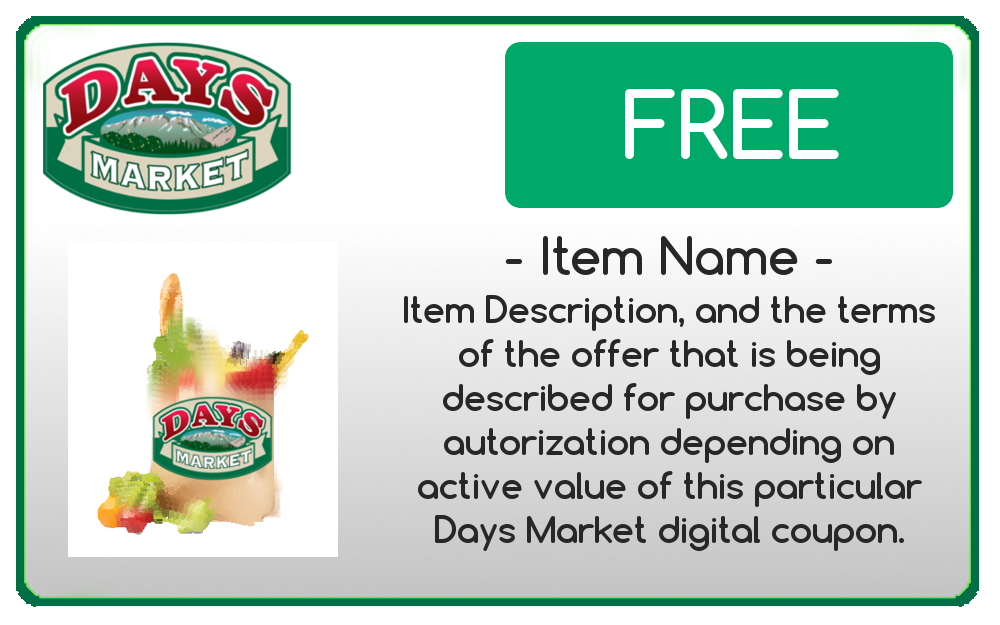 DAYS
MARKET
FREE
- Item Name -
Item Description, and the terms
of the offer that is being
described for purchase by
autorization depending on
active value of this particular
Days Market digital coupon.
DAYS
MARKET